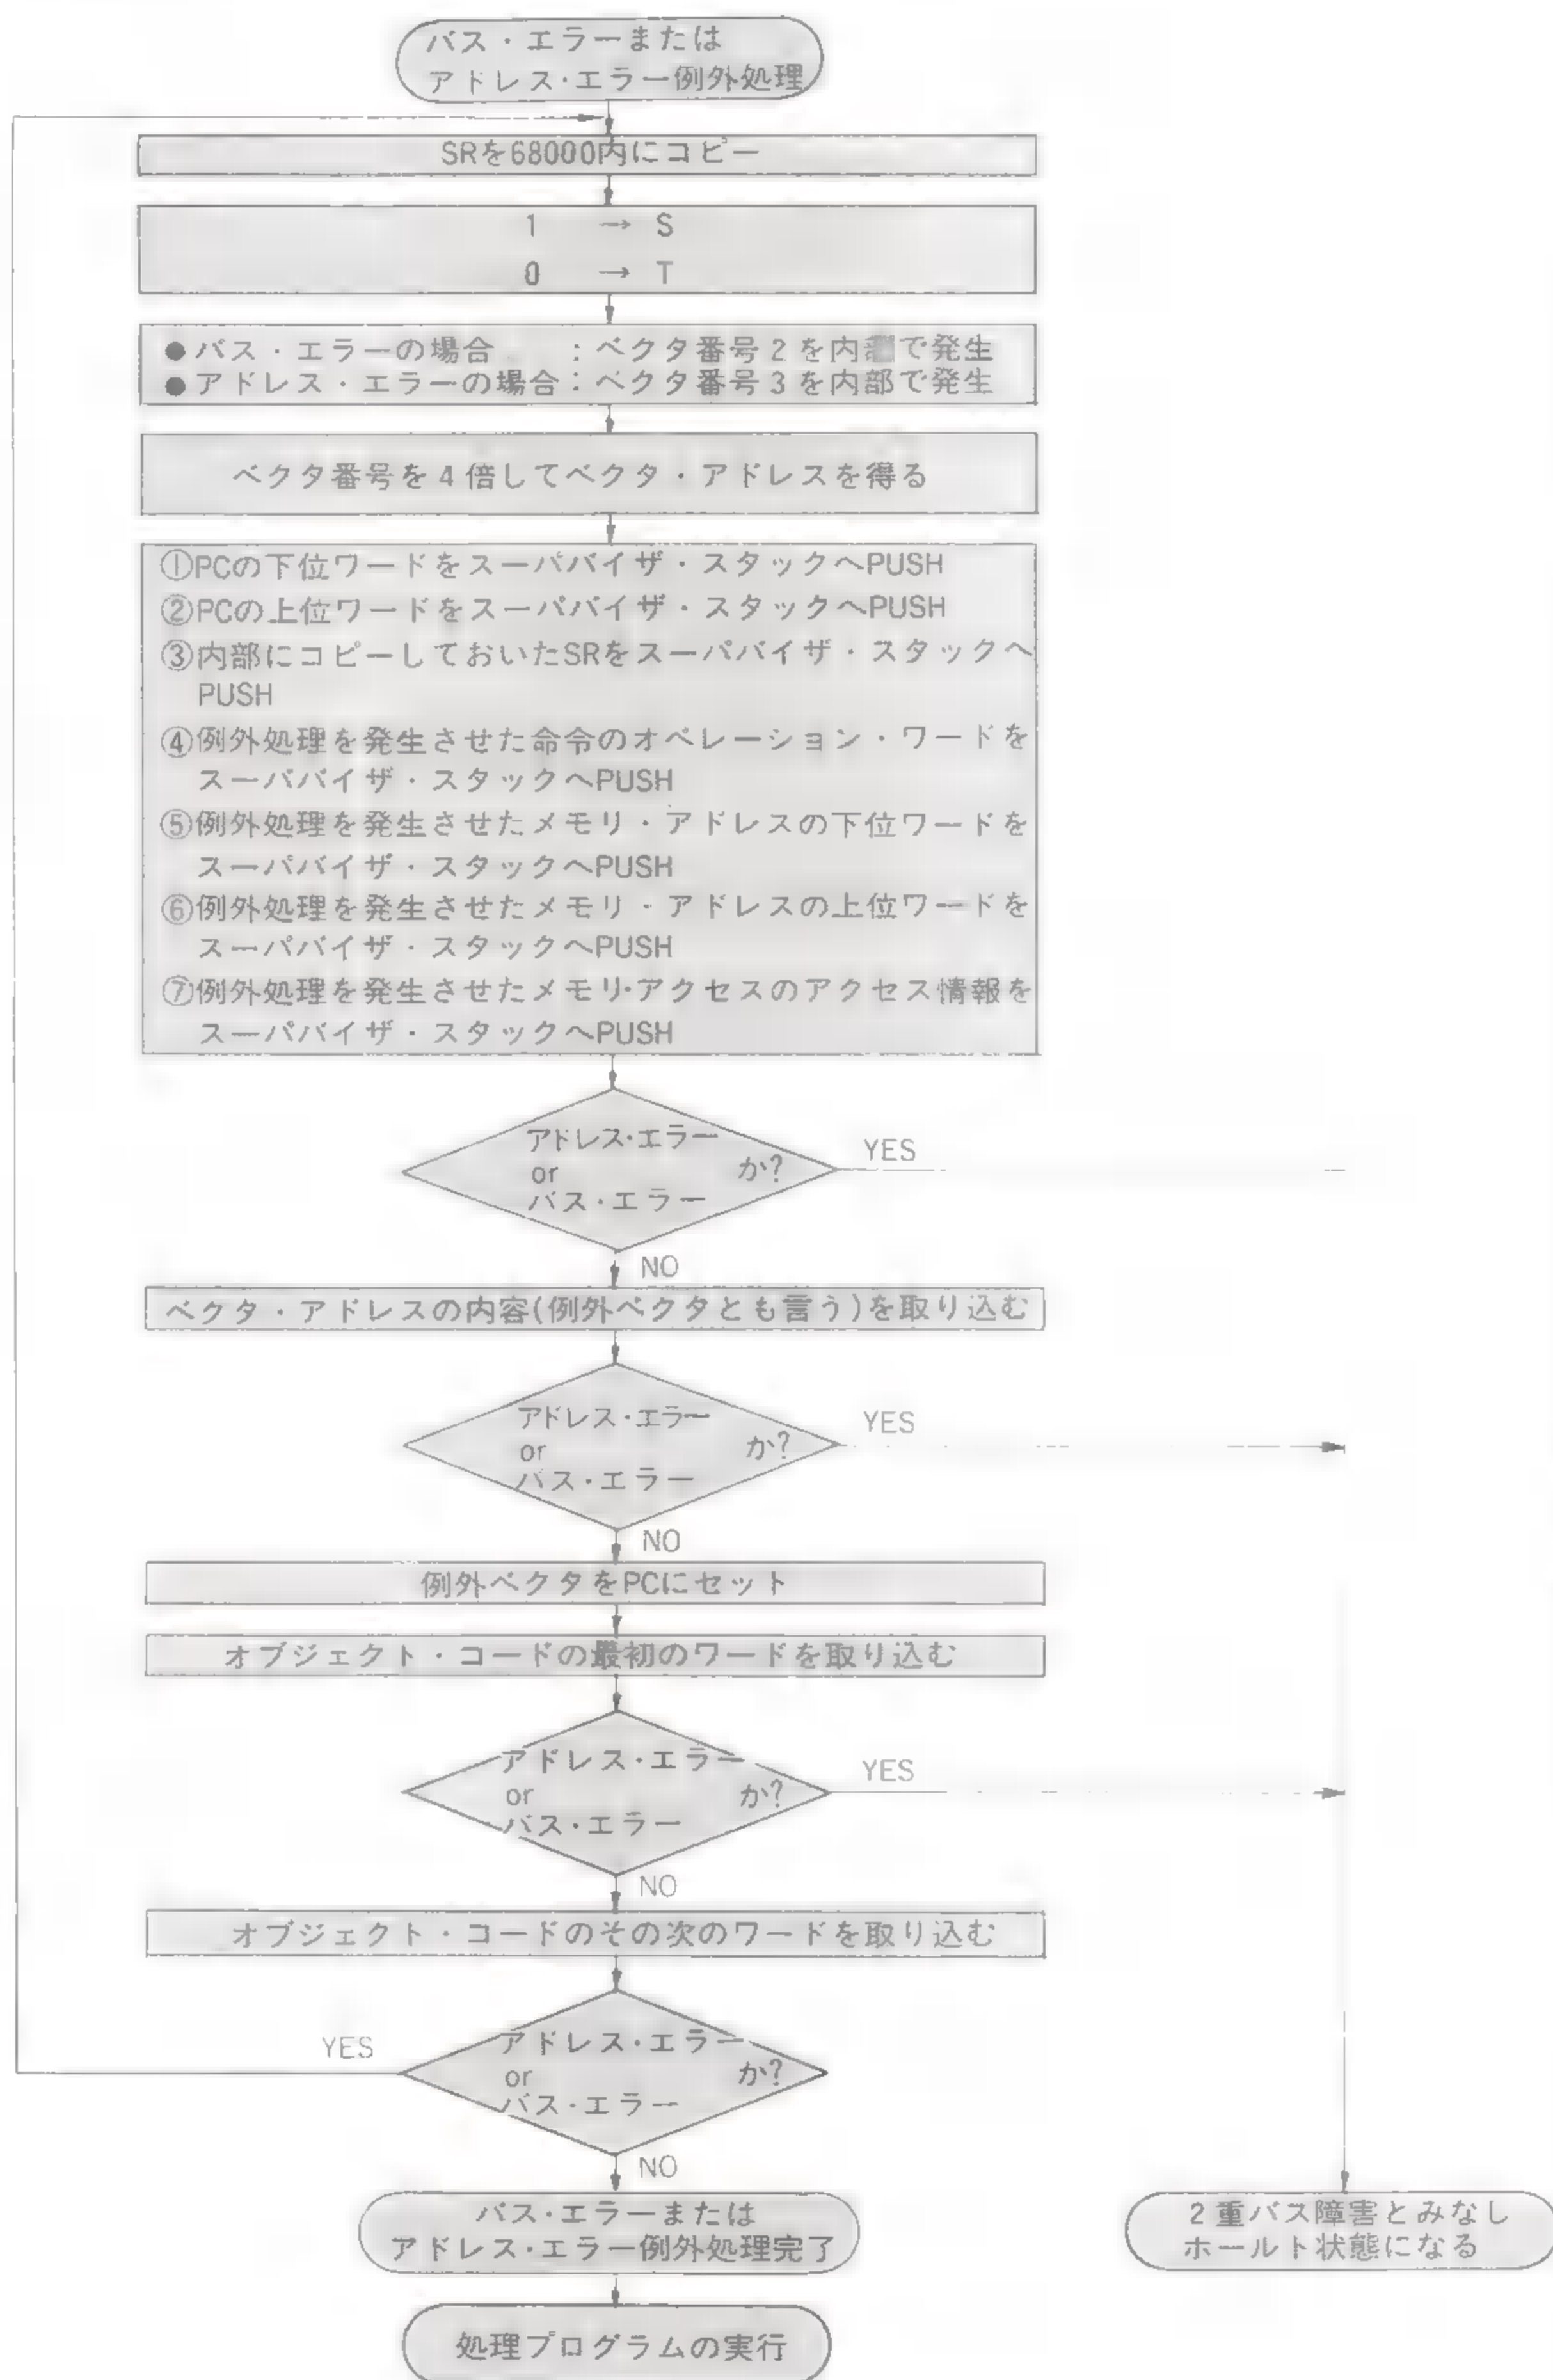 バス・エラーまたは
アドレス・エラー例外処理
SRを68000内にコピー
1 → S
0 → T
●バス・エラーの場合 :ベクタ番号2を内部で発生
●アドレス・エラーの場合:ベクタ番号3を内部で発生
ベクタ番号を4倍してベクタ・アドレスを得る
①PCの下位ワードをスーパバイザ・スタックへPUSH
②PCの上位ワードをスーパバイザ・スタックへPUSH
③内部にコピーしておいたSRをスーパバイザ・スタックへ
PUSH
④例外処理を発生させた命令のオペレーション・ワードを
スーパバイザ・スタックへPUSH
⑤例外処理を発生させたメモリ・アドレスの下位ワードを
スーパバイザ・スタックへPUSH
⑥例外処理を発生させたメモリ・アドレスの上位ワードを
スーパバイザ・スタックへPUSH
⑦例外処理を発生させたメモリ・アクセスのアクセス情報を
スーパバイザ・スタックへPUSH
アドレス・エラー
or か?
バス・エラー
YES
NO
ベクタ・アドレスの内容(例外ベクタとも言う)を取り込む
アドレス・エラー
or か?
バス・エラー
YES
NO
例外ベクタをPCにセット
オブジェクト・コードの最初のワードを取り込む
アドレス・エラー
or か?
バス・エラー
YES
NO
オブジェクト・コードのその次のワードを取り込む
YES
アドレス・エラー
or か?
バス・エラー
NO
バス・エラーまたは
アドレス・エラー例外処理完了
2重バス障害とみなし
ホールト状態になる
処理プログラムの実行